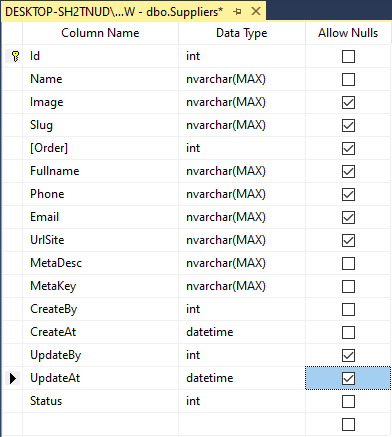 DESKTOP-SH2TNUD\...W - dbo.Suppliers*
Column Name Data Type Allow Nulls
Id int
Name nvarchar(MAX)
Image nvarchar(MAX)
Slug nvarchar(MAX)
[Order] int
Fullname nvarchar(MAX)
Phone nvarchar(MAX)
Email nvarchar(MAX)
UrlSite nvarchar(MAX)
MetaDesc nvarchar(MAX)
MetaKey nvarchar(MAX)
CreateBy int
CreateAt datetime
UpdateBy int
UpdateAt datetime
Status int